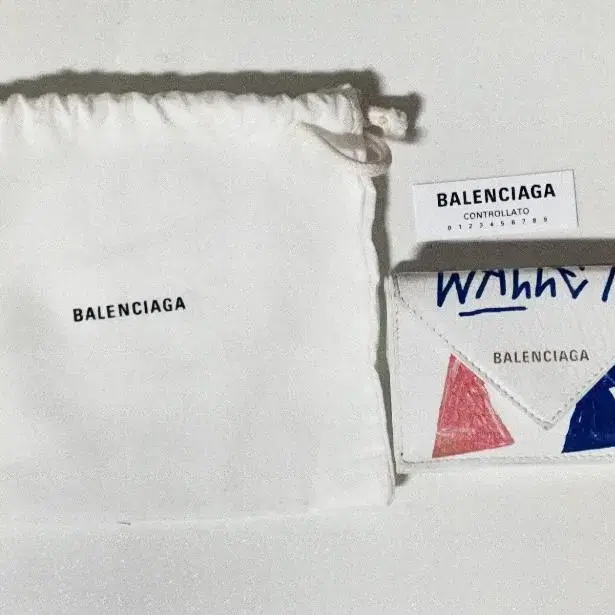 BALENCIAGA
BALENCIAGA
CONTROLLATO
0 1 2 3 4 5 6 7 8 9
BALENCIAGA